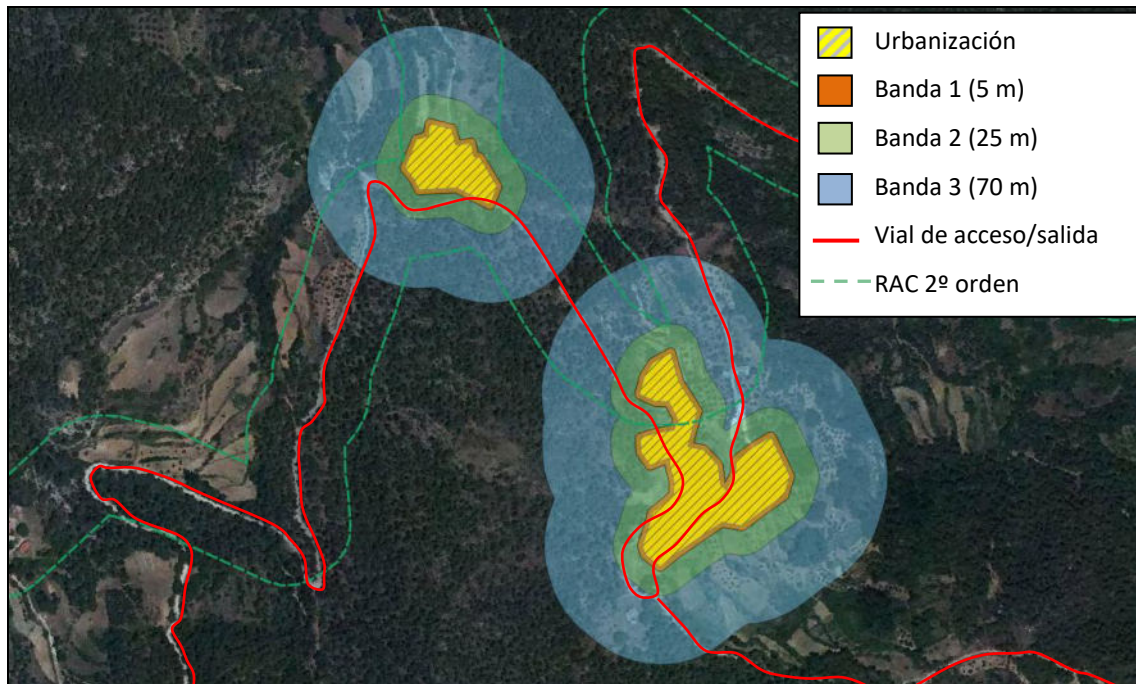 Urbanización
Banda 1 (5 m)
Banda 2 (25 m)
Banda 3 (70 m)
Vial de acceso/salida
RAC 2º orden